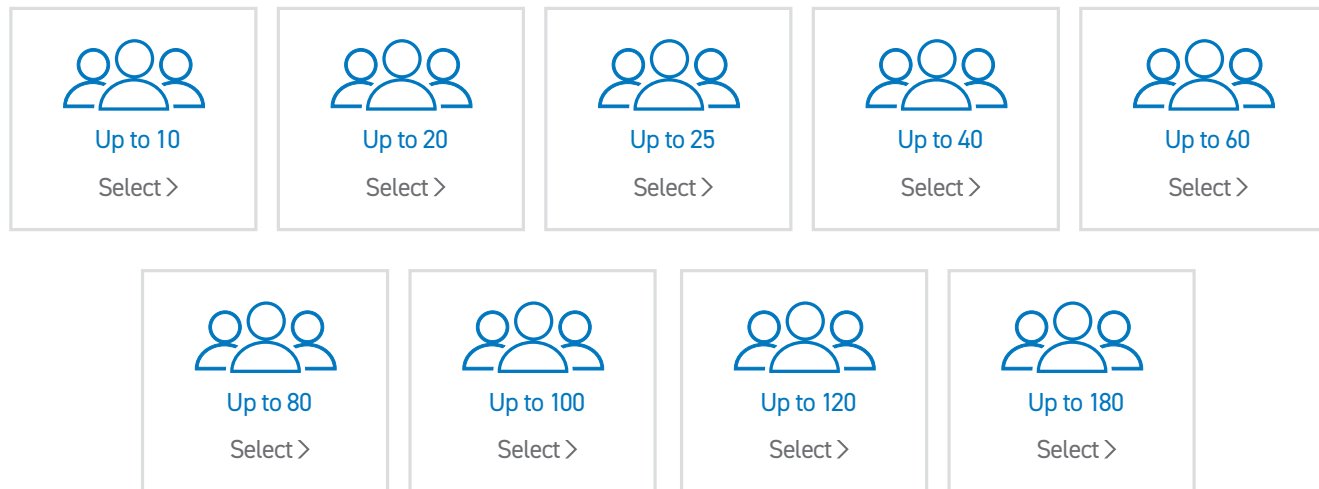 Up to 10
Select >
Up to 20
Select >
Up to 25
Select >
Up to 40
Select >
Up to 60
Select >
Up to 80
Select >
Up to 100
Select >
Up to 120
Select >
Up to 180
Select >